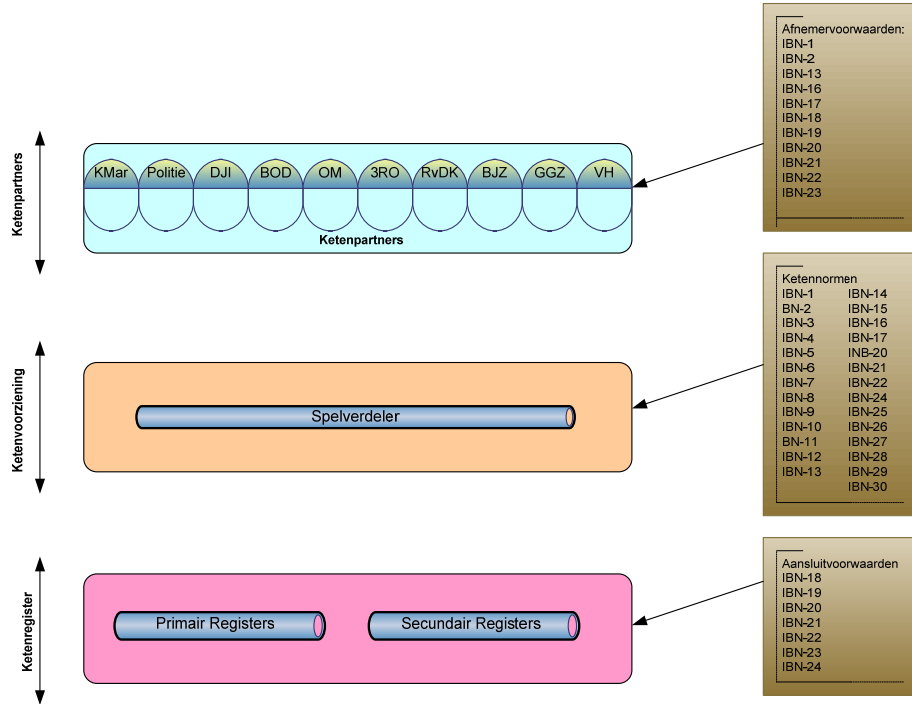 Afnemervoorwaarden:
IBN-1
IBN-2
IBN-13
IBN-16
IBN-17
IBN-18
IBN-19
IBN-20
IBN-21
IBN-22
IBN-23
Ketenpartners
KMar Politie DJI BOD OM 3RO RvDK BJZ GGZ VH
Ketenpartners
Ketennormen
IBN-1 IBN-14
BN-2 IBN-15
IBN-3 IBN-16
IBN-4 IBN-17
IBN-5 INB-20
IBN-6 IBN-21
IBN-7 IBN-22
IBN-8 IBN-24
IBN-9 IBN-25
IBN-10 IBN-26
BN-11 IBN-27
IBN-12 IBN-28
IBN-13 IBN-29
IBN-30
Ketenvoorziening
Spelverdeler
Aansluitvoorwaarden
IBN-18
IBN-19
IBN-20
IBN-21
IBN-22
IBN-23
IBN-24
Ketenregister
Primair Registers
Secundair Registers